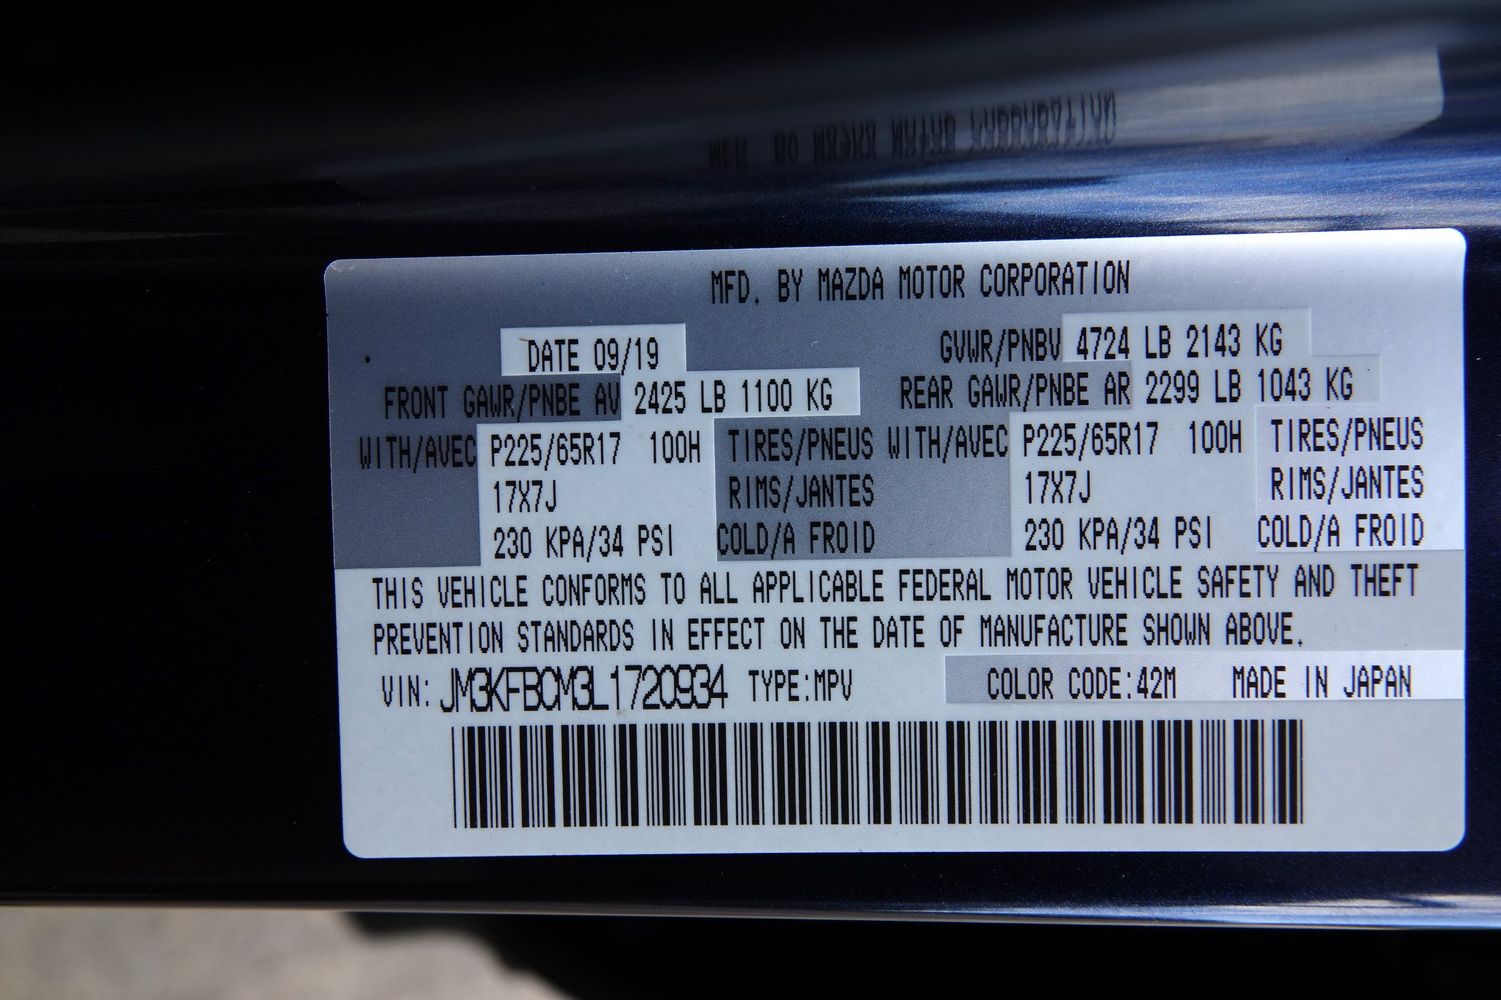 MFD. BY MAZDA MOTOR CORPORATION
DATE 09/19 GVWR/PNBV 4724 LB 2143 KG
FRONT GAWR/PNBE AV 2425 LB 1100 KG REAR GAWR/PNBE AR 2299 LB 1043 KG
WITH/AVEC P225/65R17 100H TIRES/PNEUS WITH/AVEC P225/65R17 100H TIRES/PNEUS
17X7J RIMS/JANTES 17X7J RIMS/JANTES
230 KPA/34 PSI COLD/A FROID 230 KPA/34 PSI COLD/A FROID
THIS VEHICLE CONFORMS TO ALL APPLICABLE FEDERAL MOTOR VEHICLE SAFETY AND THEFT
PREVENTION STANDARDS IN EFFECT ON THE DATE OF MANUFACTURE SHOWN ABOVE.
VIN: JM3KFBCM3L1720934 TYPE:MPV COLOR CODE:42M MADE IN JAPAN